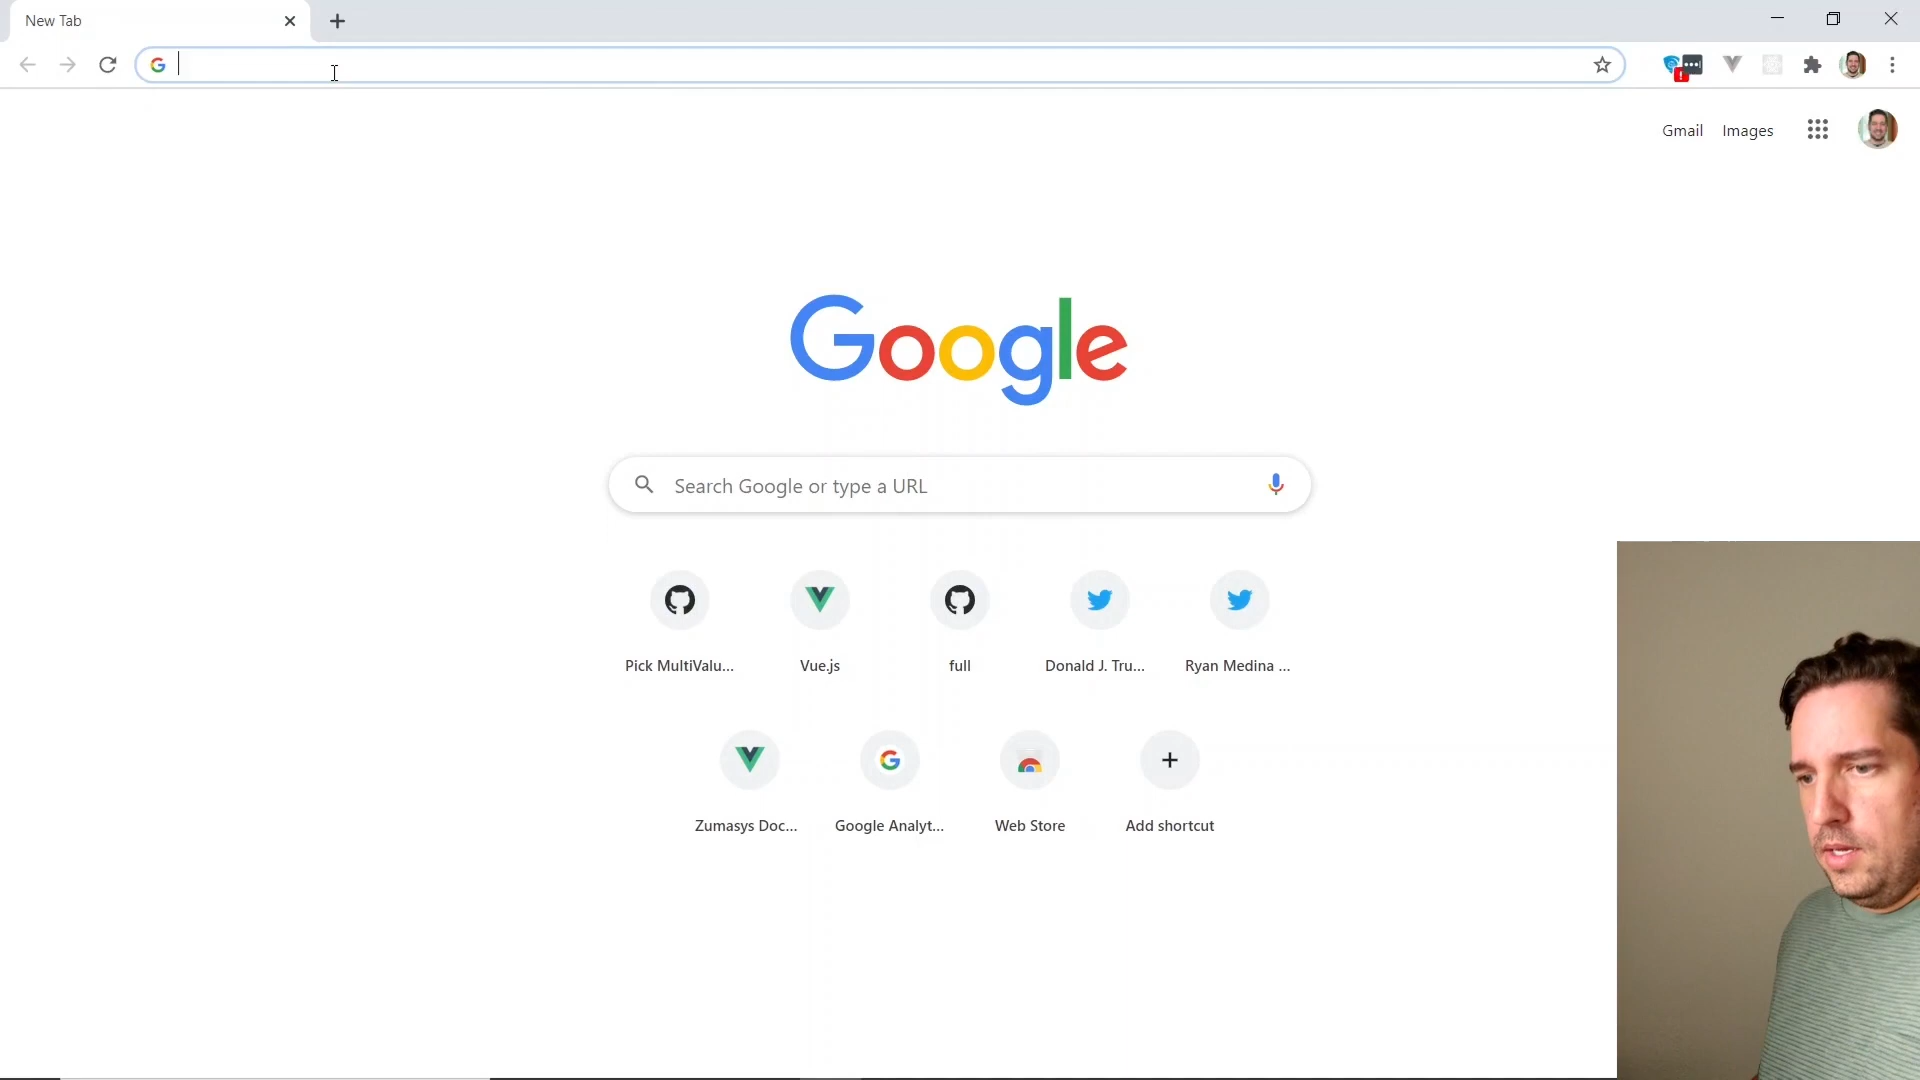 New Tab
Gmail Images
Google
Search Google or type a URL
Pick MultiValu... Vue.js full Donald J. Tru... Ryan Medina ...
Zumasys Doc... Google Analyt... Web Store Add shortcut